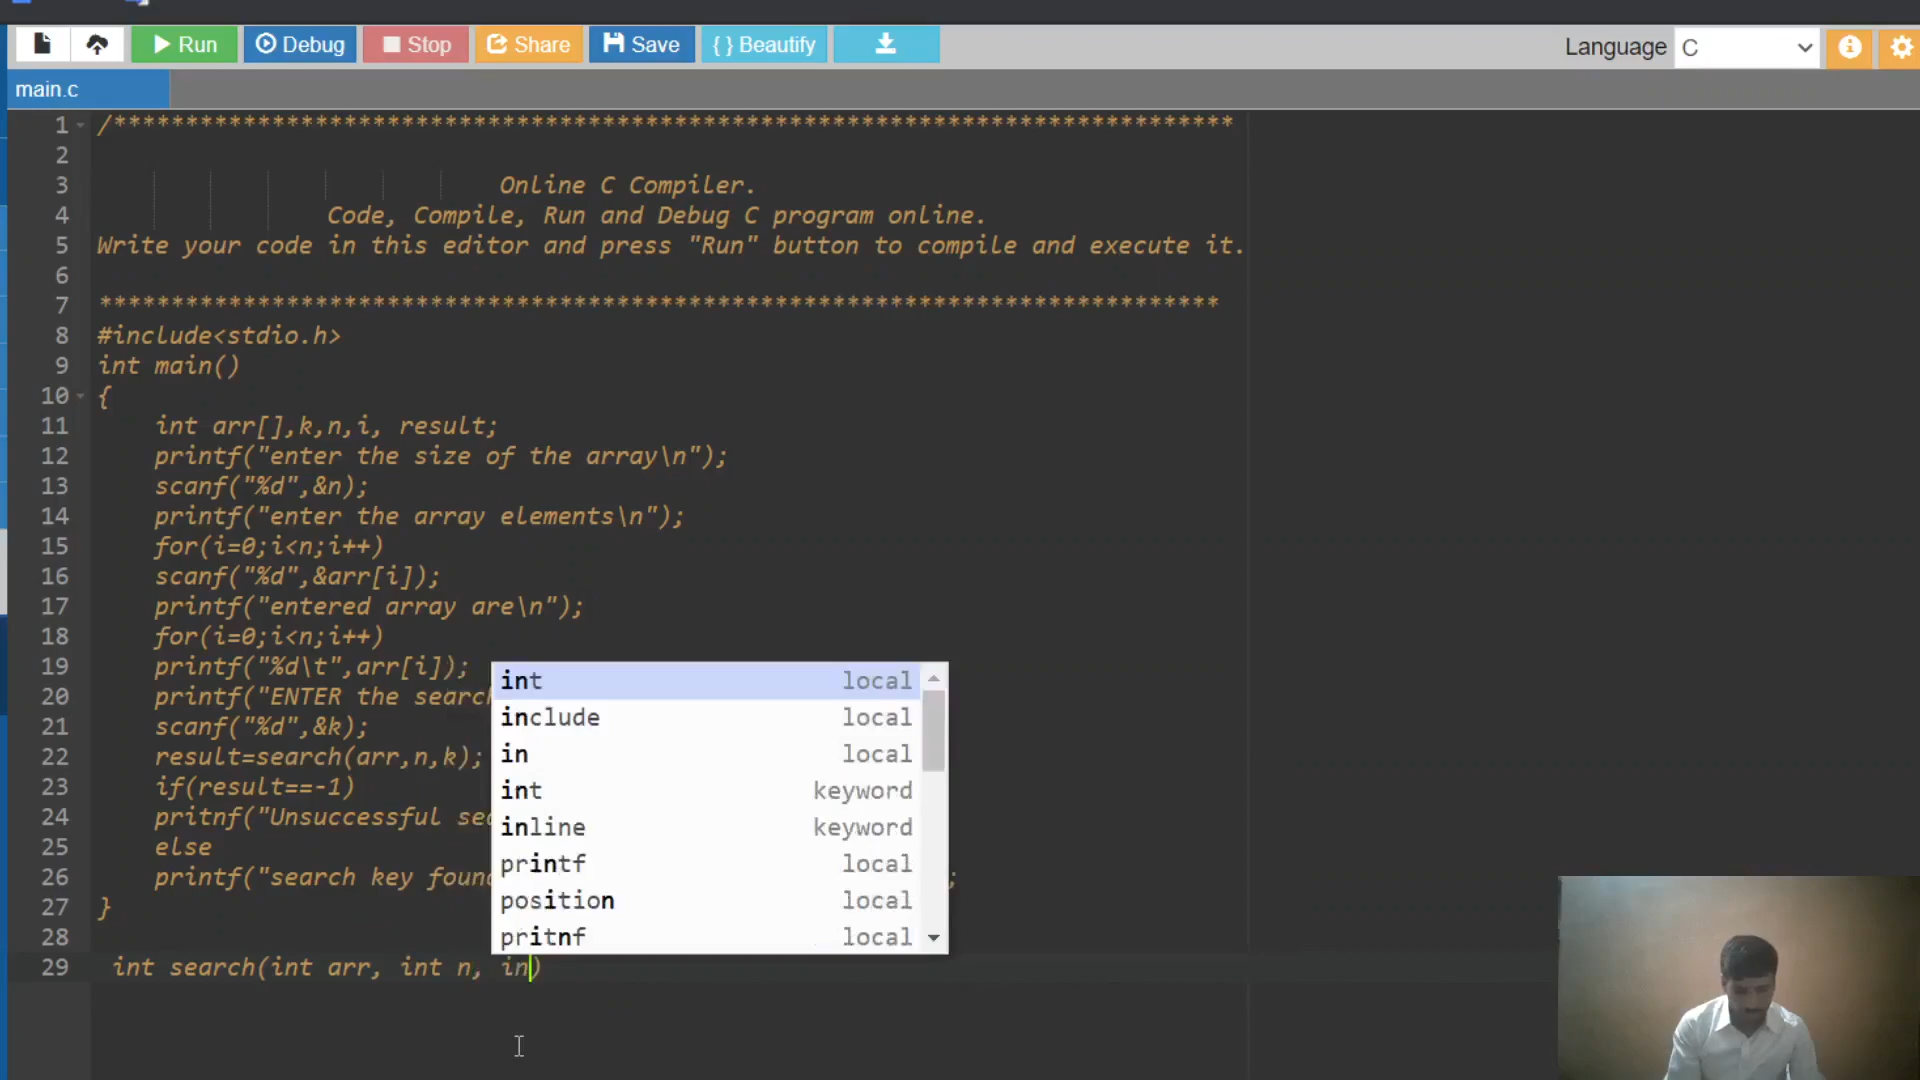 Run Debug Stop Share Save { } Beautify Language C
main.c
1 /******************************************************************************
2
3 Online C Compiler.
4 Code, Compile, Run and Debug C program online.
5 Write your code in this editor and press "Run" button to compile and execute it.
6
7 ******************************************************************************
8 #include<stdio.h>
9 int main()
10 {
11 int arr[],k,n,i, result;
12 printf("enter the size of the array\n");
13 scanf("%d",&n);
14 printf("enter the array elements\n");
15 for(i=0;i<n;i++)
16 scanf("%d",&arr[i]);
17 printf("entered array are\n");
18 for(i=0;i<n;i++)
19 printf("%d\t",arr[i]);
20 printf("ENTER the search
21 scanf("%d",&k);
22 result=search(arr,n,k);
23 if(result==-1)
24 pritnf("Unsuccessful
25 else
26 printf("search key ;
27 }
28
29 int search(int arr, int n, in)
int local
include local
in local
int keyword
inline keyword
printf local
position local
pritnf local